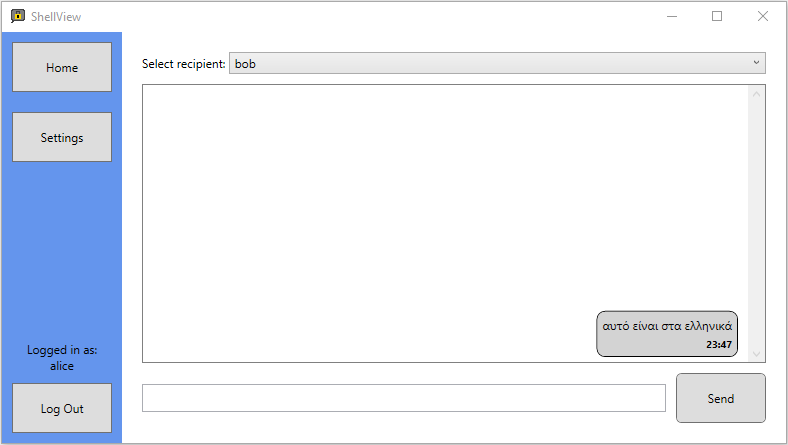 ShellView
Home
Settings
Logged in as:
alice
Log Out
Select recipient: bob
αυτό είναι στα ελληνικά
23:47
Send